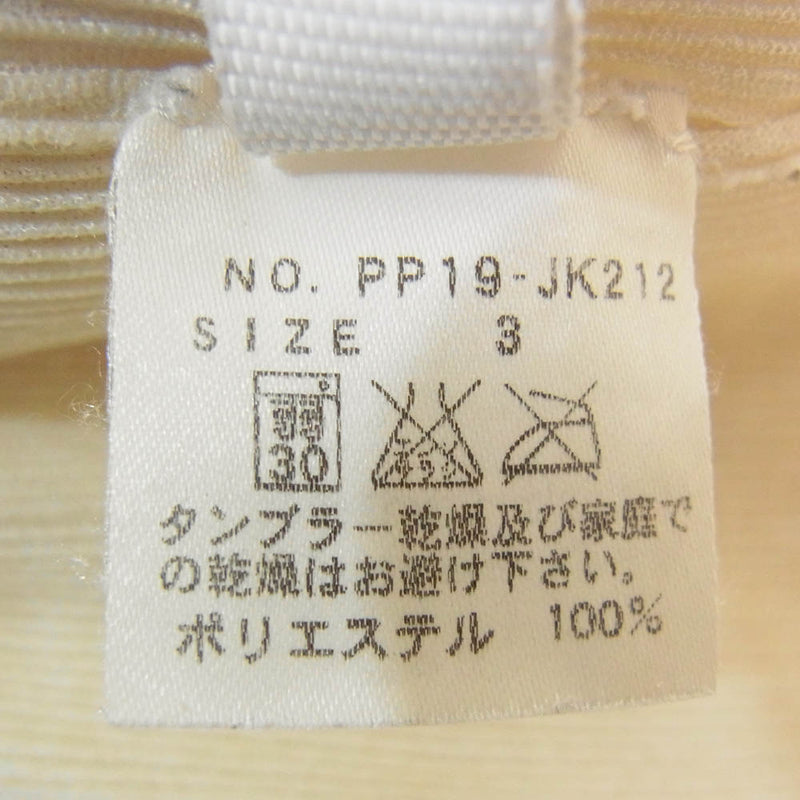 NO. PP19-JK212
SIZE 3
30
タンブラー乾燥及び家庭で
の乾燥はお避け下さい。
ポリエステル 100%